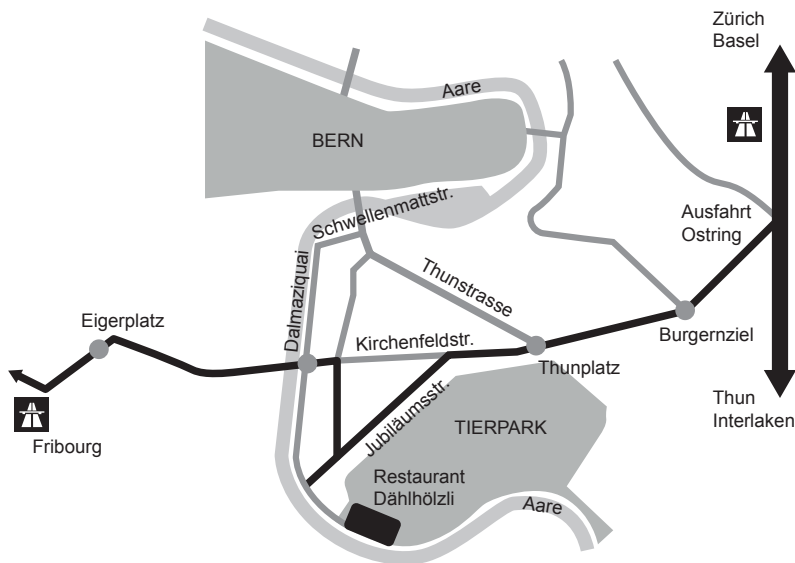 Zürich
Basel
Aare
BERN
Ausfahrt
Ostring
Schwellenmattstr.
Dalmaziquai
Thunstrasse
Eigerplatz
Kirchenfeldstr.
Burgernziel
Thunplatz
Jubiläumsstr.
Thun
Interlaken
TIERPARK
Fribourg
Restaurant
Dählhölzli
Aare